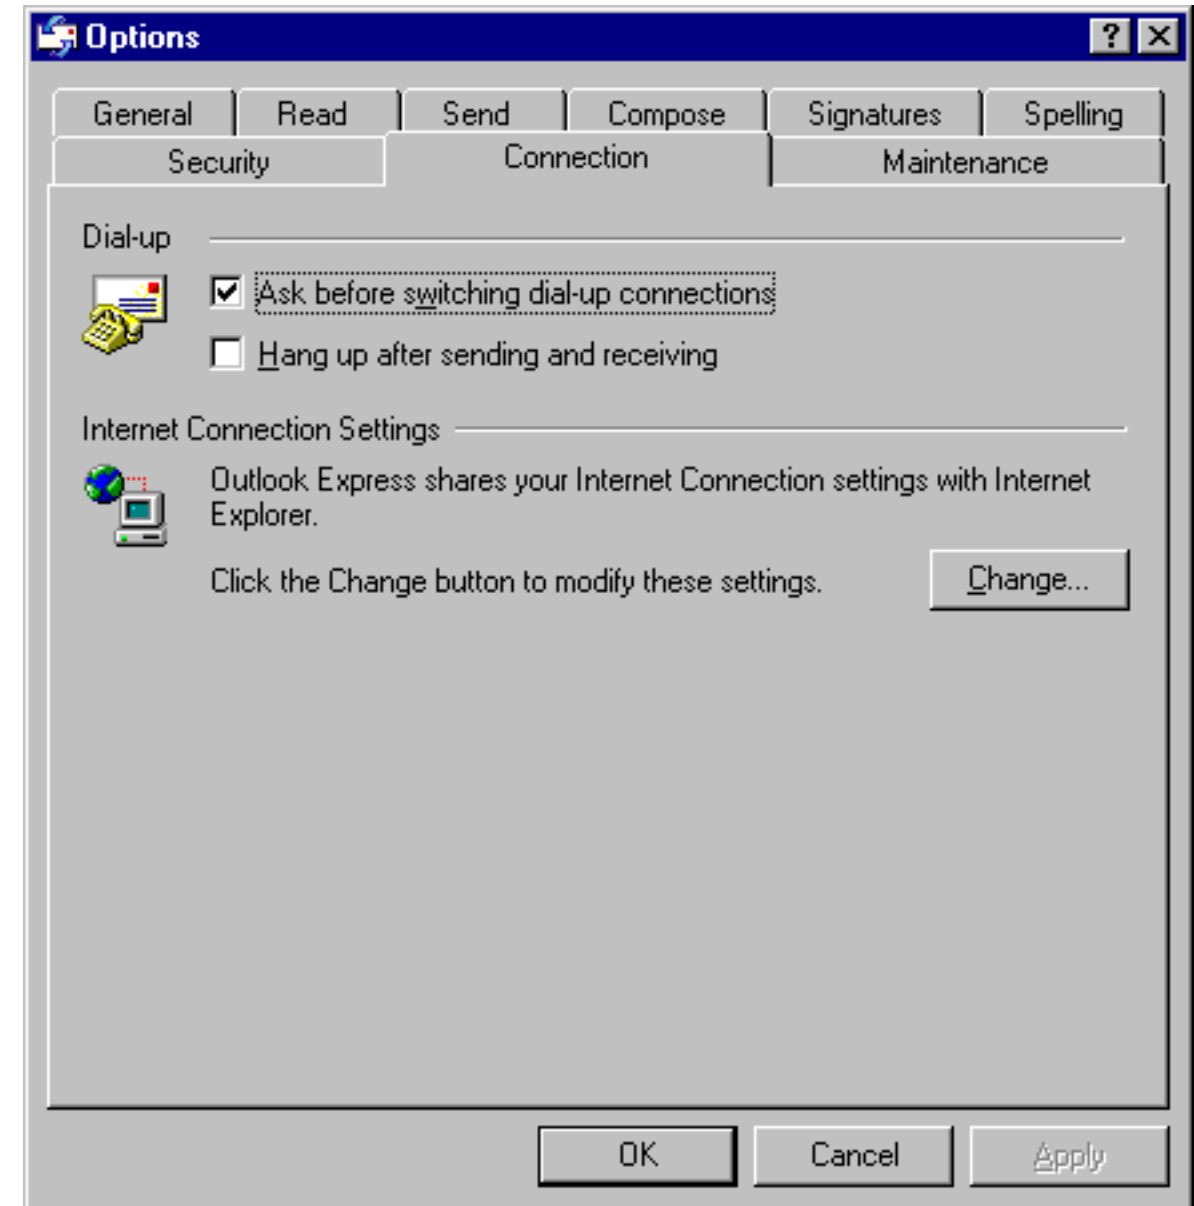 Options
General Read Send Compose Signatures Spelling
Security Connection Maintenance
Dial-up
Ask before switching dial-up connections
Hang up after sending and receiving
Internet Connection Settings
Outlook Express shares your Internet Connection settings with Internet
Explorer.
Click the Change button to modify these settings. Change...
OK Cancel Apply